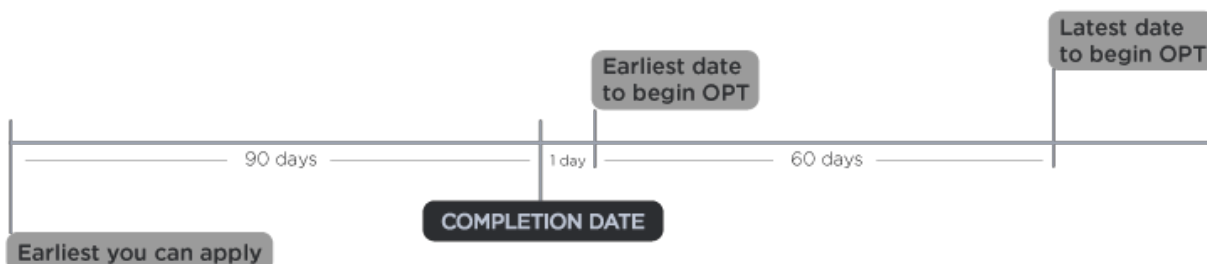 Latest date
to begin OPT
Earliest date
to begin OPT
90 days
1 day
60 days
COMPLETION DATE
Earliest you can apply